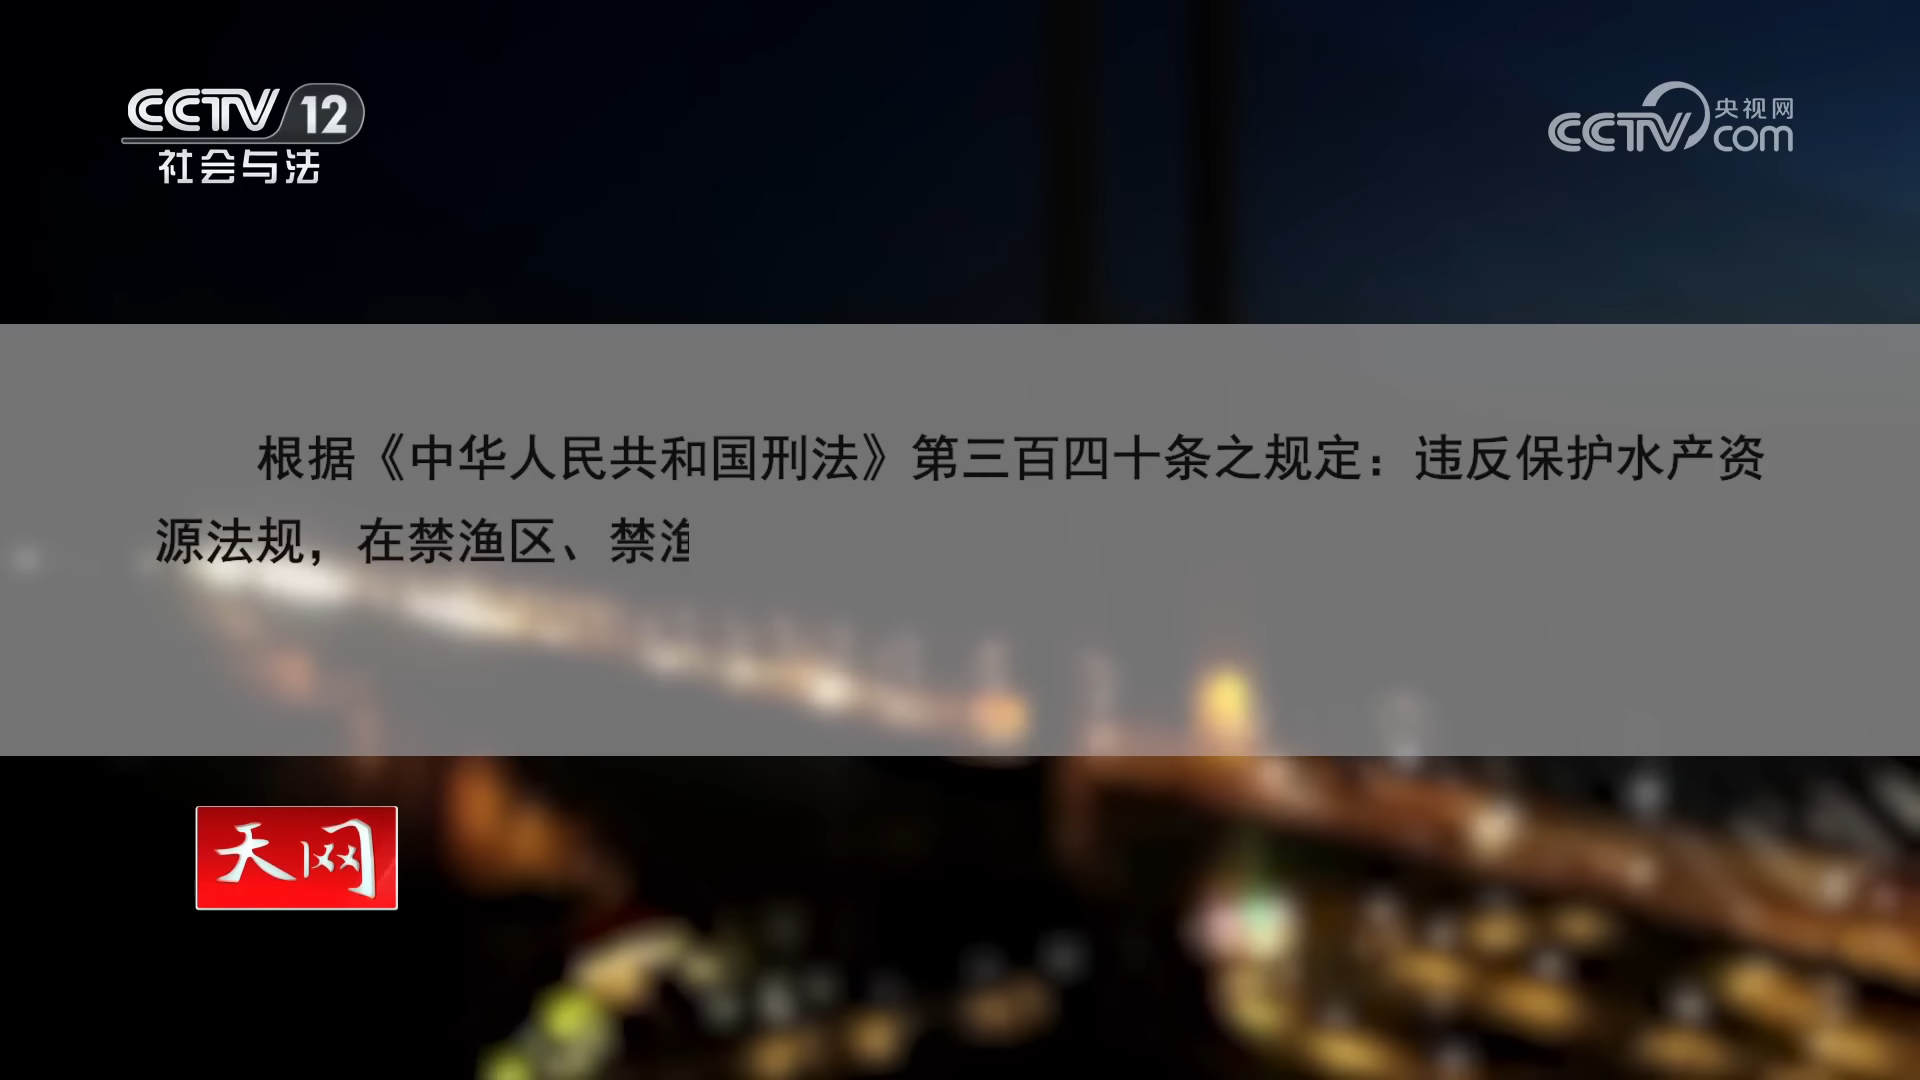 CCTV 12
社会与法
央视网
CCTV com
根据《中华人民共和国刑法》第三百四十条之规定：违反保护水产资
源法规，在禁渔区、禁渔
天网